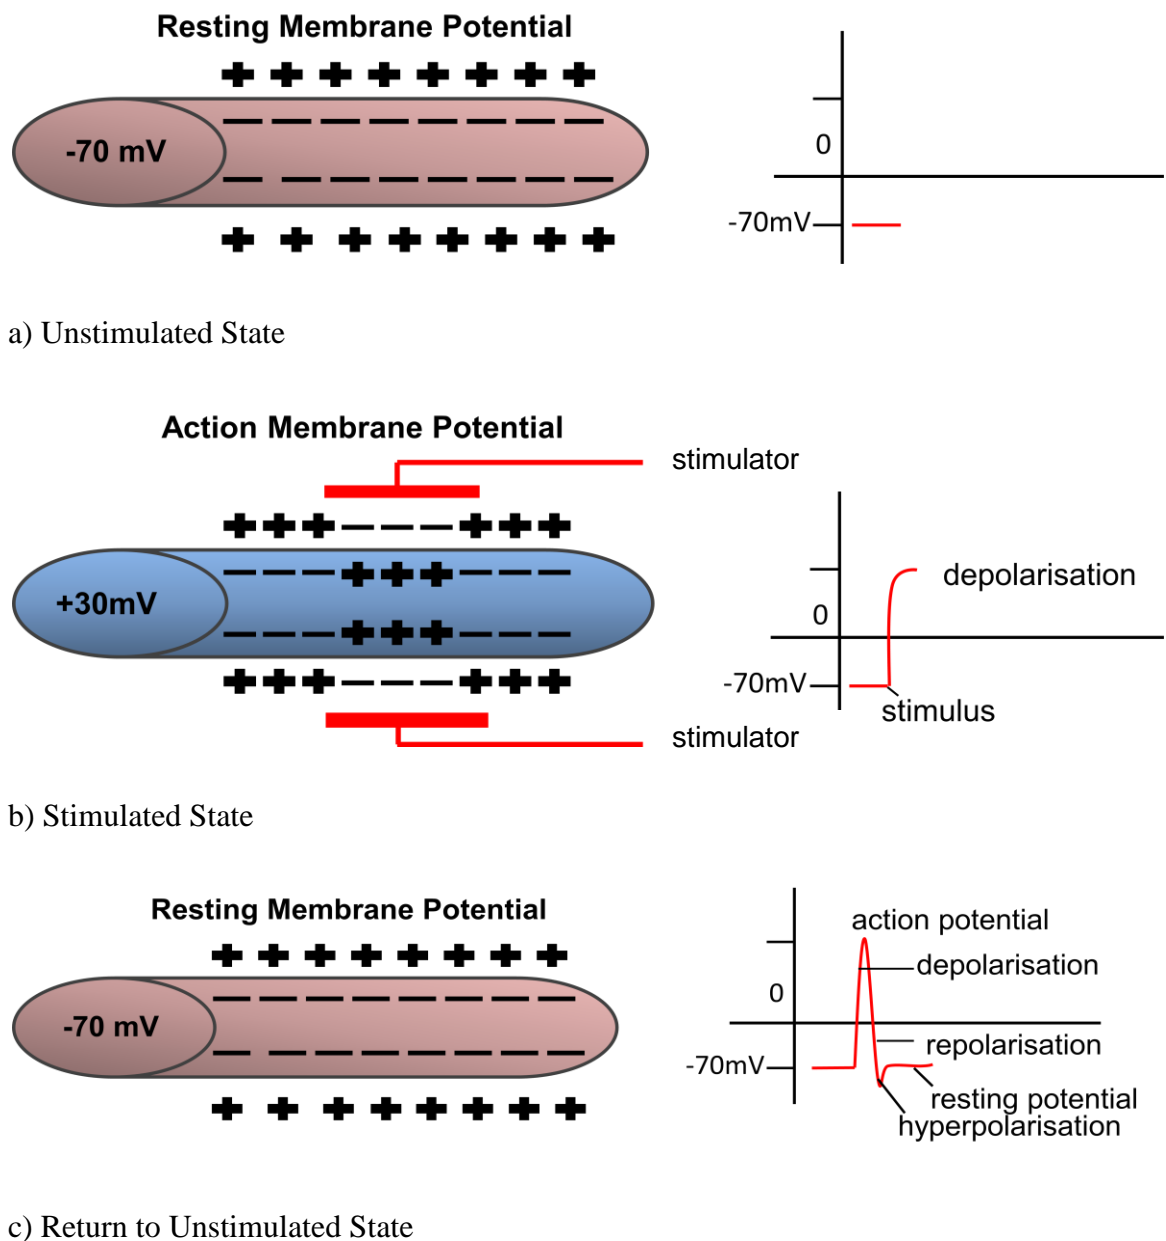 Resting Membrane Potential
-70 mV
0
-70mV
a) Unstimulated State
Action Membrane Potential
stimulator
+30mV
depolarisation
0
-70mV
stimulus
stimulator
b) Stimulated State
Resting Membrane Potential
-70 mV
action potential
depolarisation
0
repolarisation
-70mV
resting potential
hyperpolarisation
c) Return to Unstimulated State